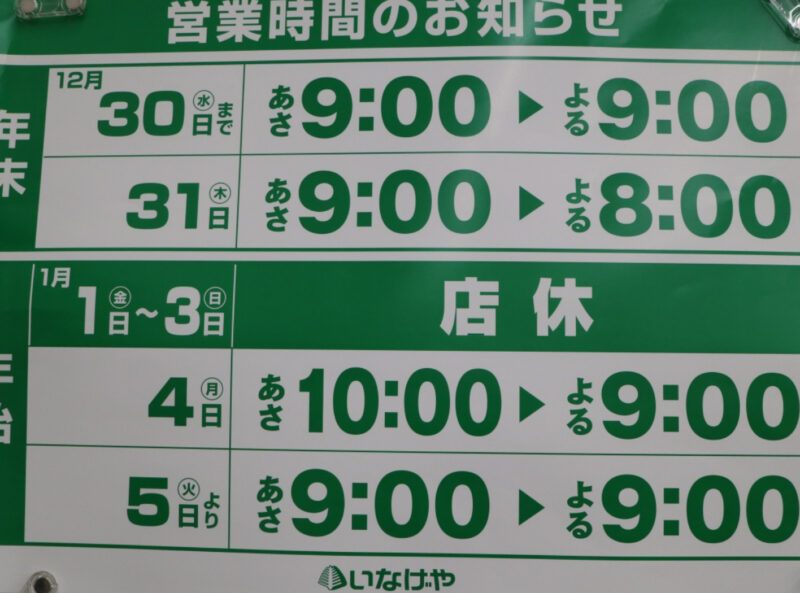 営業時間のお知らせ
年末
12月
30日㊌まで あさ9:00▶よる9:00
31日㊍ あさ9:00▶よる8:00
年始
1月
1日㊎～3日㊐ 店休
4日㊊ あさ10:00▶よる9:00
5日㊋より あさ9:00▶よる9:00
いなげや